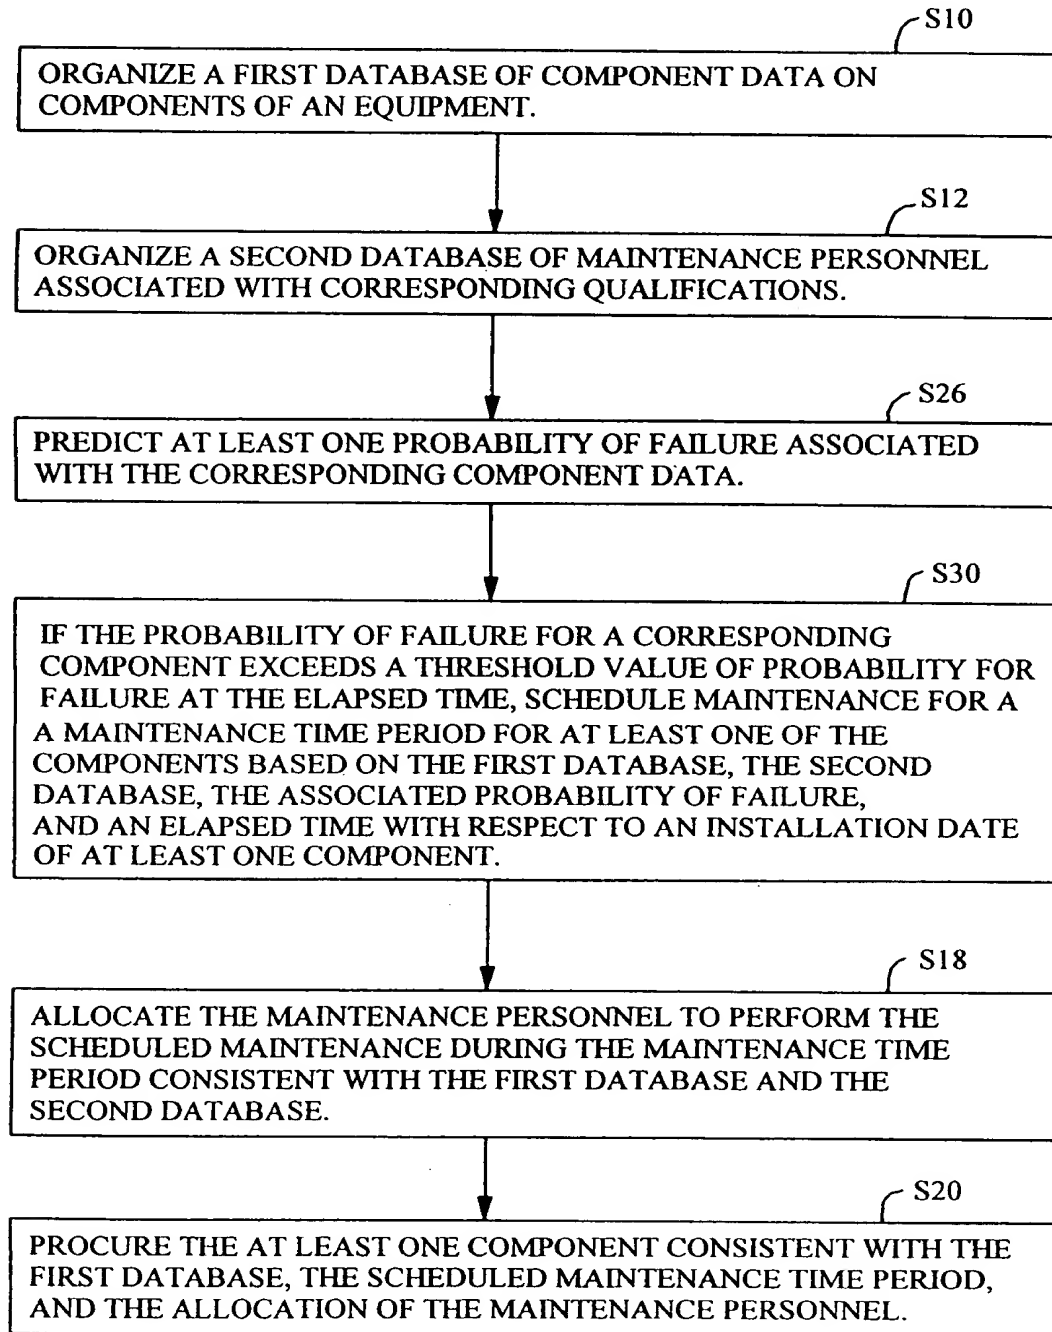 S10
ORGANIZE A FIRST DATABASE OF COMPONENT DATA ON
COMPONENTS OF AN EQUIPMENT.
S12
ORGANIZE A SECOND DATABASE OF MAINTENANCE PERSONNEL
ASSOCIATED WITH CORRESPONDING QUALIFICATIONS.
S26
PREDICT AT LEAST ONE PROBABILITY OF FAILURE ASSOCIATED
WITH THE CORRESPONDING COMPONENT DATA.
S30
IF THE PROBABILITY OF FAILURE FOR A CORRESPONDING
COMPONENT EXCEEDS A THRESHOLD VALUE OF PROBABILITY FOR
FAILURE AT THE ELAPSED TIME, SCHEDULE MAINTENANCE FOR A
A MAINTENANCE TIME PERIOD FOR AT LEAST ONE OF THE
COMPONENTS BASED ON THE FIRST DATABASE, THE SECOND
DATABASE, THE ASSOCIATED PROBABILITY OF FAILURE,
AND AN ELAPSED TIME WITH RESPECT TO AN INSTALLATION DATE
OF AT LEAST ONE COMPONENT.
S18
ALLOCATE THE MAINTENANCE PERSONNEL TO PERFORM THE
SCHEDULED MAINTENANCE DURING THE MAINTENANCE TIME
PERIOD CONSISTENT WITH THE FIRST DATABASE AND THE
SECOND DATABASE.
S20
PROCURE THE AT LEAST ONE COMPONENT CONSISTENT WITH THE
FIRST DATABASE, THE SCHEDULED MAINTENANCE TIME PERIOD,
AND THE ALLOCATION OF THE MAINTENANCE PERSONNEL.